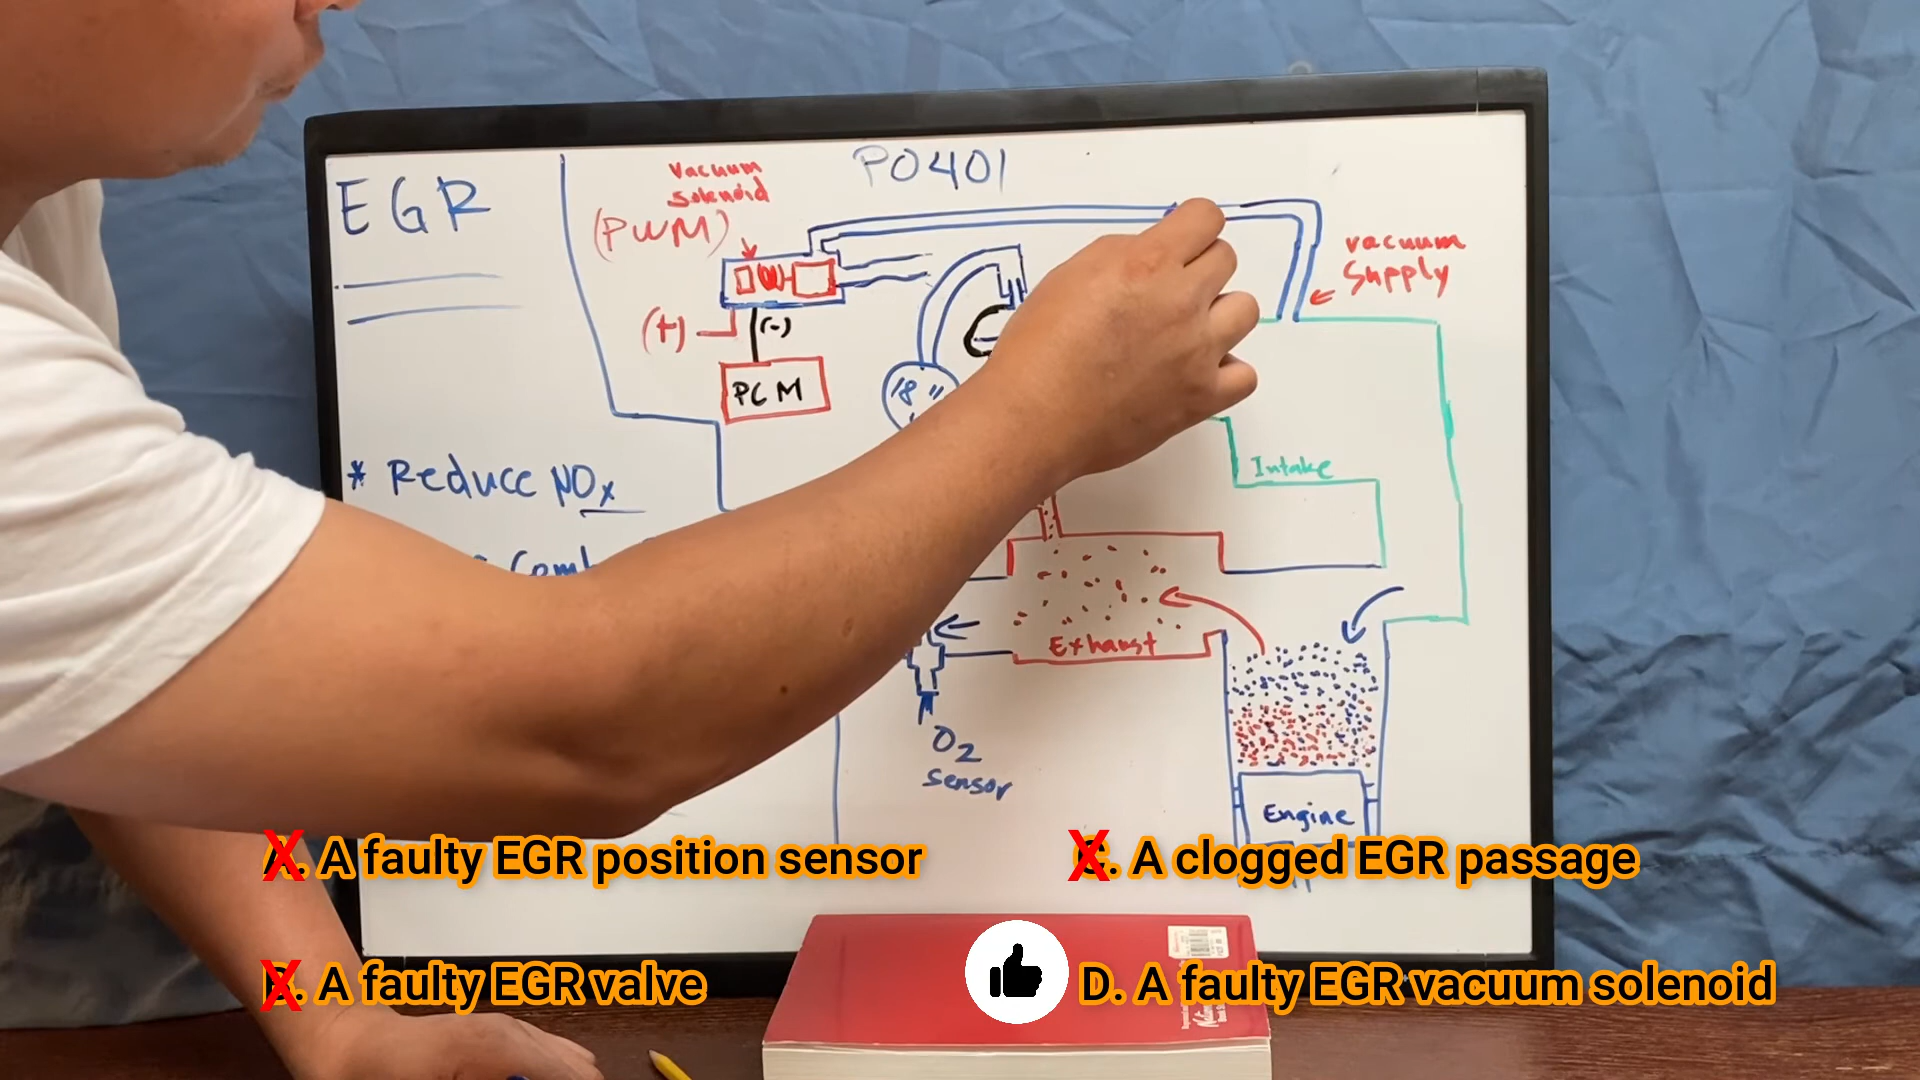 EGR
Vacuum
solenoid
(PWM)
P0401
vacuum
supply
(+)
(-)
PCM
18"
Intake
* Reduce NOx
Exhaust
O2
sensor
Engine
A. A faulty EGR position sensor
C. A clogged EGR passage
B. A faulty EGR valve
D. A faulty EGR vacuum solenoid